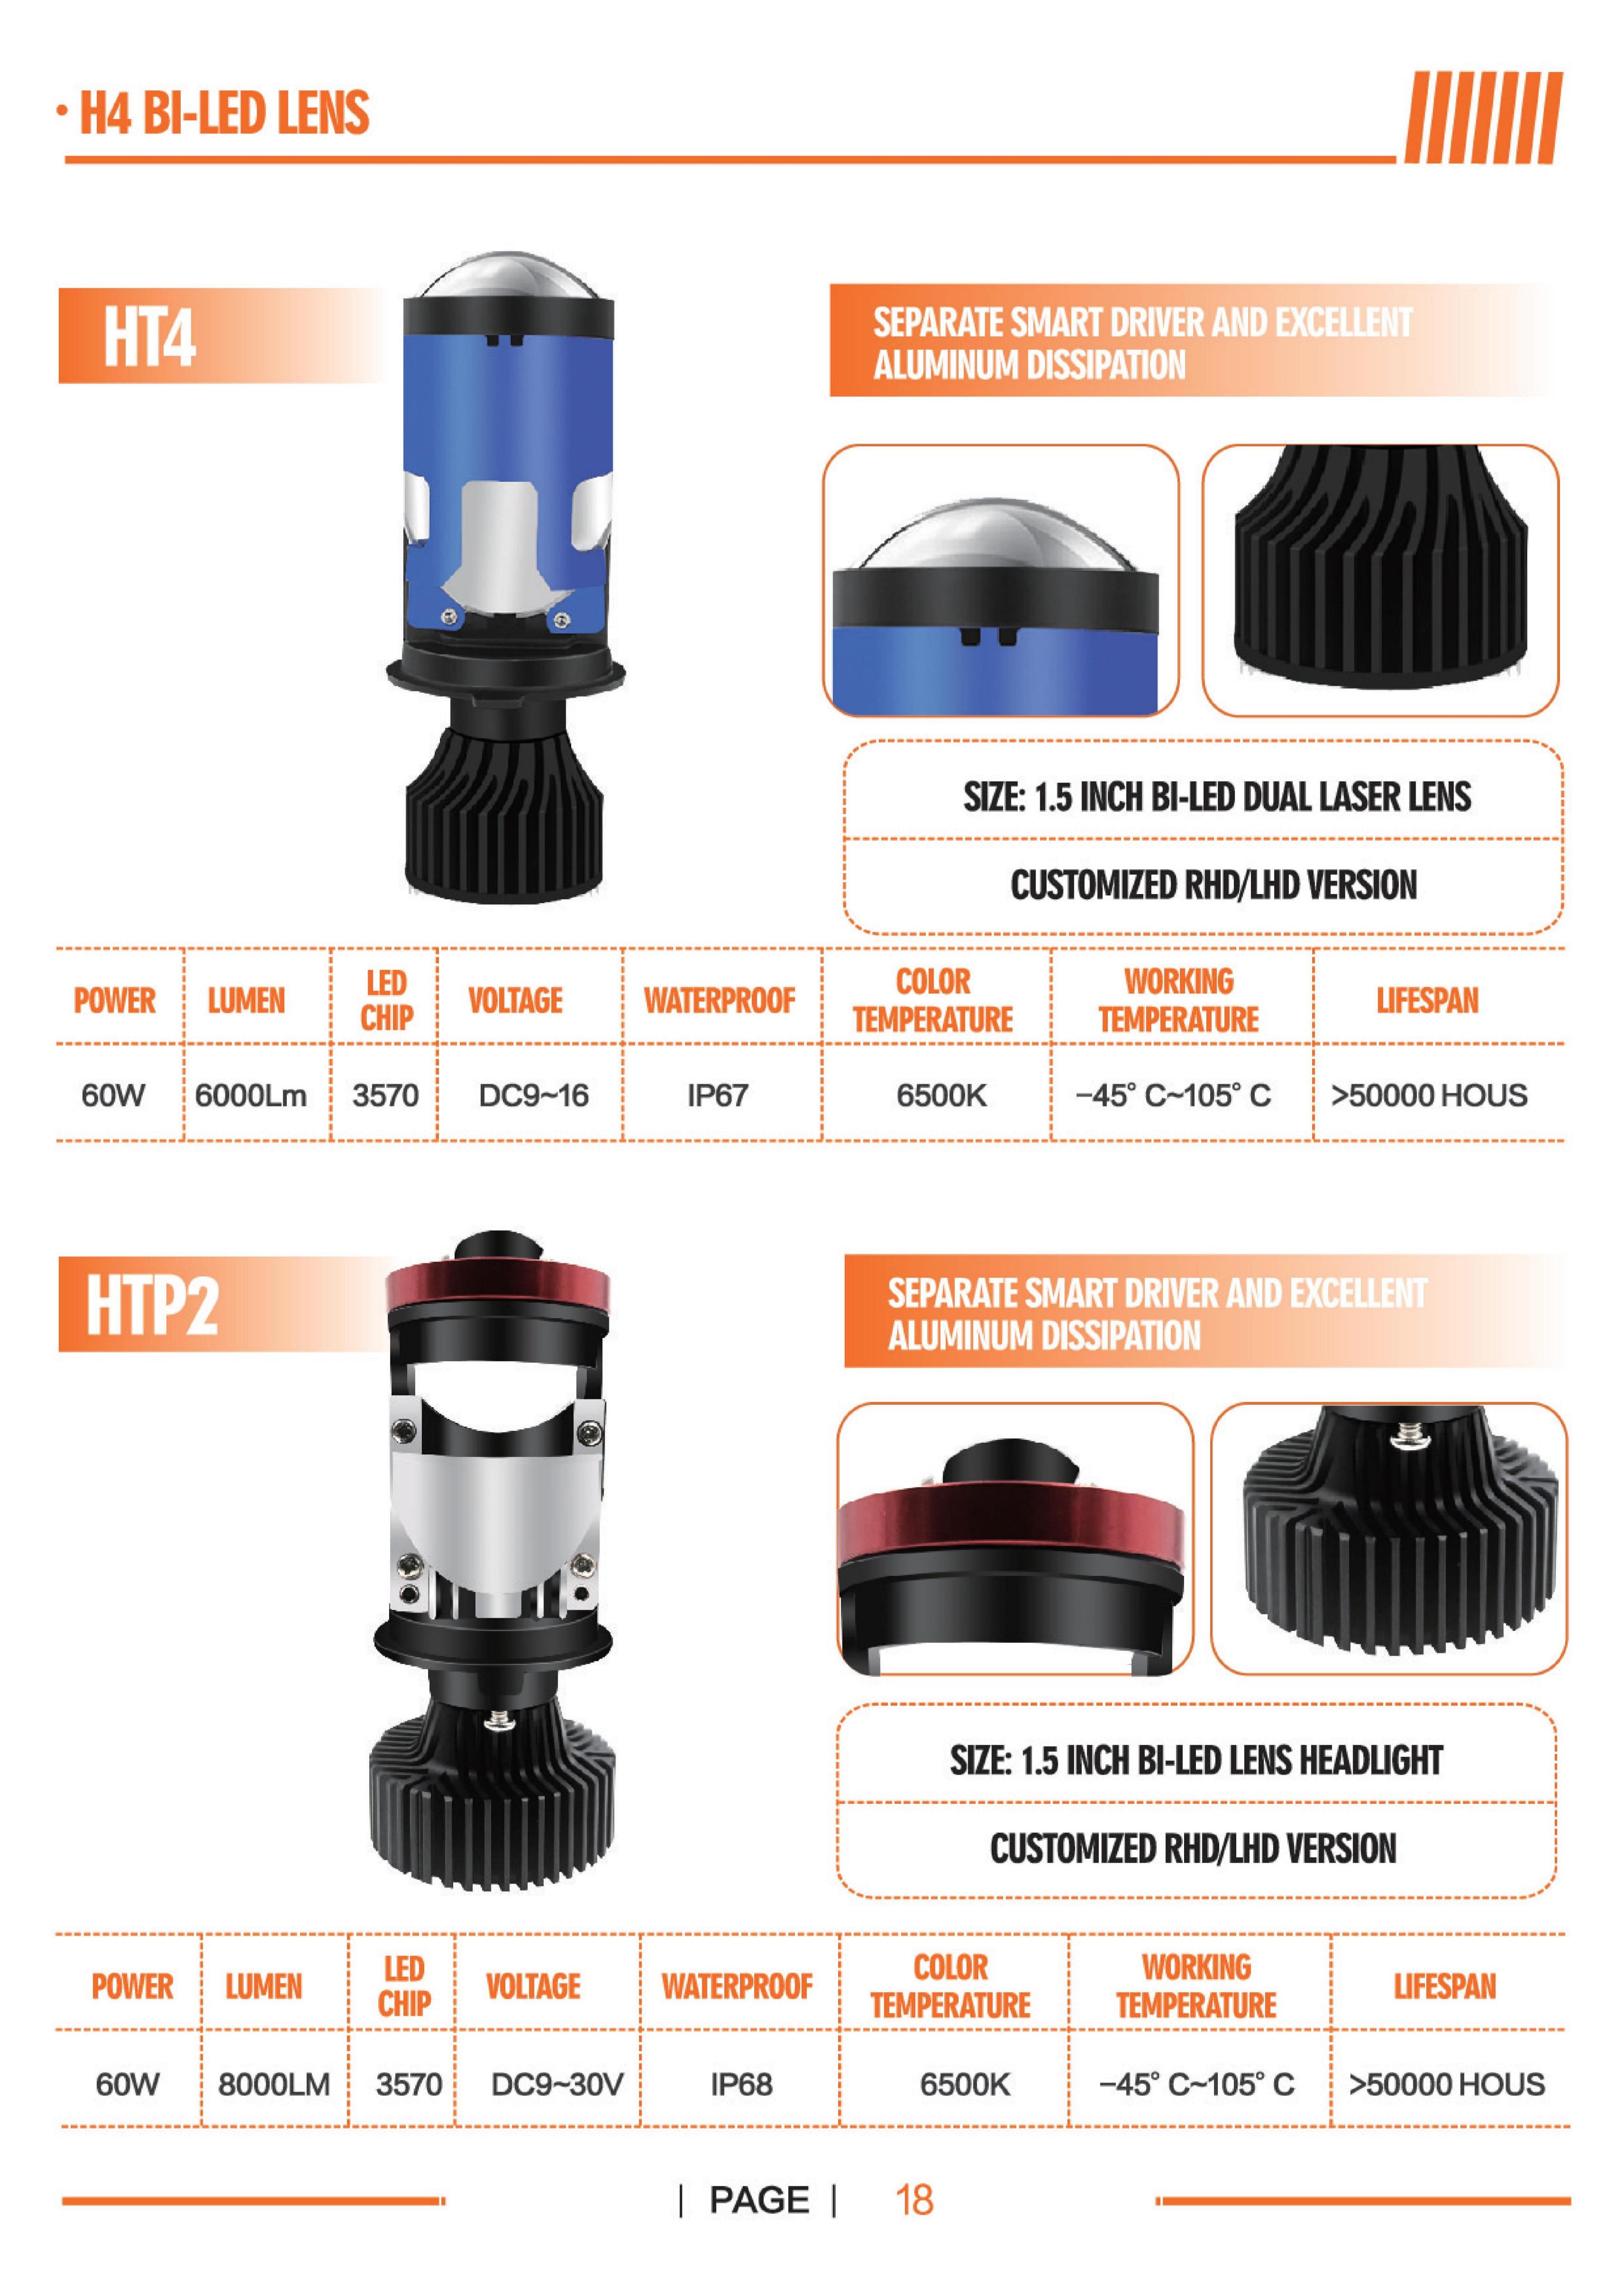 • H4 BI-LED LENS
HT4
SEPARATE SMART DRIVER AND EXCELLENT
ALUMINUM DISSIPATION
SIZE: 1.5 INCH BI-LED DUAL LASER LENS
CUSTOMIZED RHD/LHD VERSION
POWER LUMEN LED CHIP VOLTAGE WATERPROOF COLOR TEMPERATURE WORKING TEMPERATURE LIFESPAN
60W 6000Lm 3570 DC9~16 IP67 6500K −45° C~105° C >50000 HOUS
HTP2
SEPARATE SMART DRIVER AND EXCELLENT
ALUMINUM DISSIPATION
SIZE: 1.5 INCH BI-LED LENS HEADLIGHT
CUSTOMIZED RHD/LHD VERSION
POWER LUMEN LED CHIP VOLTAGE WATERPROOF COLOR TEMPERATURE WORKING TEMPERATURE LIFESPAN
60W 8000LM 3570 DC9~30V IP68 6500K −45° C~105° C >50000 HOUS
| PAGE | 18